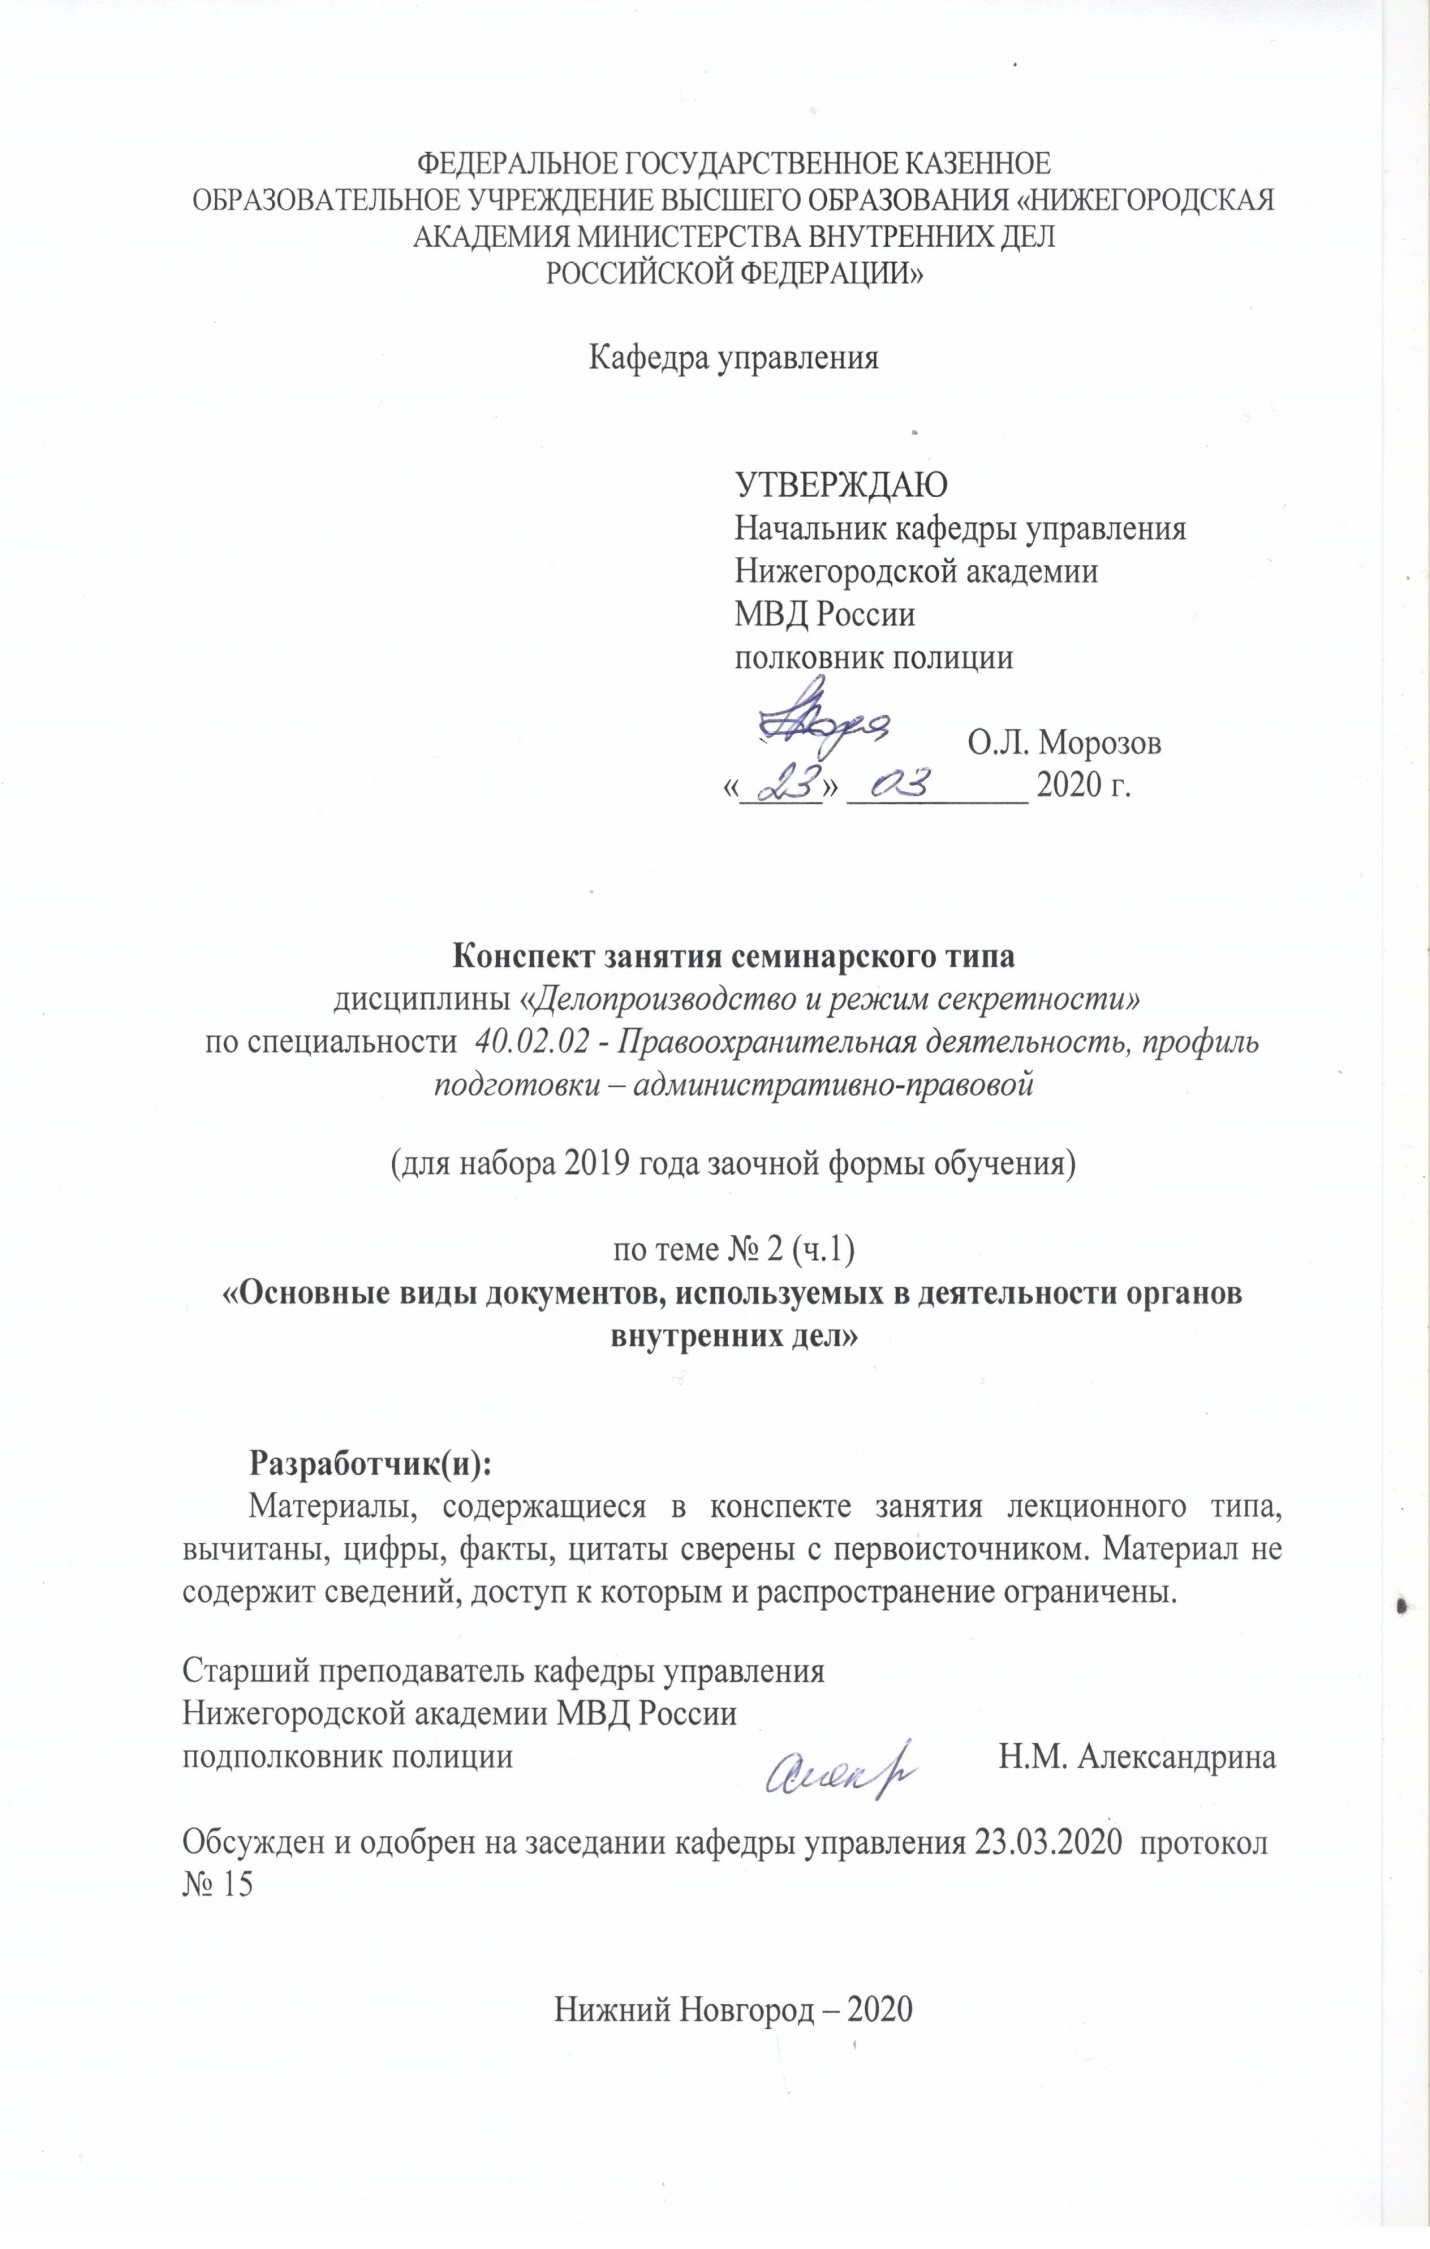 ФЕДЕРАЛЬНОЕ ГОСУДАРСТВЕННОЕ КАЗЕННОЕ
ОБРАЗОВАТЕЛЬНОЕ УЧРЕЖДЕНИЕ ВЫСШЕГО ОБРАЗОВАНИЯ «НИЖЕГОРОДСКАЯ
АКАДЕМИЯ МИНИСТЕРСТВА ВНУТРЕННИХ ДЕЛ
РОССИЙСКОЙ ФЕДЕРАЦИИ»
Кафедра управления
УТВЕРЖДАЮ
Начальник кафедры управления
Нижегородской академии
МВД России
полковник полиции
О.Л. Морозов
«23» 03 2020 г.
Конспект занятия семинарского типа
дисциплины «Делопроизводство и режим секретности»
по специальности 40.02.02 - Правоохранительная деятельность, профиль
подготовки – административно-правовой
(для набора 2019 года заочной формы обучения)
по теме № 2 (ч.1)
«Основные виды документов, используемых в деятельности органов
внутренних дел»
Разработчик(и):
Материалы, содержащиеся в конспекте занятия лекционного типа,
вычитаны, цифры, факты, цитаты сверены с первоисточником. Материал не
содержит сведений, доступ к которым и распространение ограничены.
Старший преподаватель кафедры управления
Нижегородской академии МВД России
подполковник полиции Н.М. Александрина
Обсужден и одобрен на заседании кафедры управления 23.03.2020 протокол
№ 15
Нижний Новгород – 2020